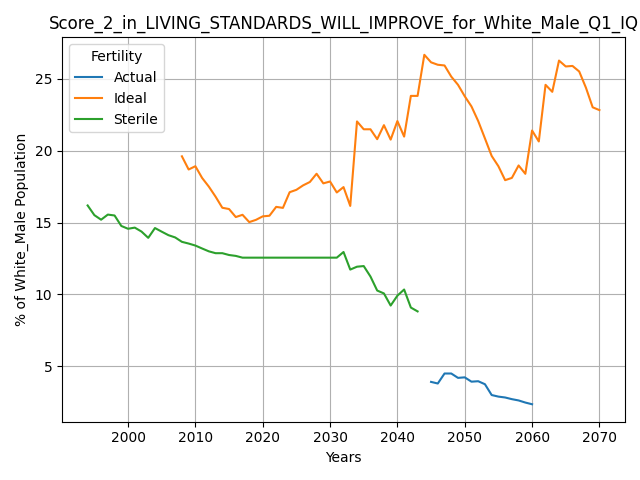 Score_2_in_LIVING_STANDARDS_WILL_IMPROVE_for_White_Male_Q1_IQ
Fertility
Actual
Ideal
Sterile
% of White_Male Population
25
20
15
10
5
2000 2010 2020 2030 2040 2050 2060 2070
Years